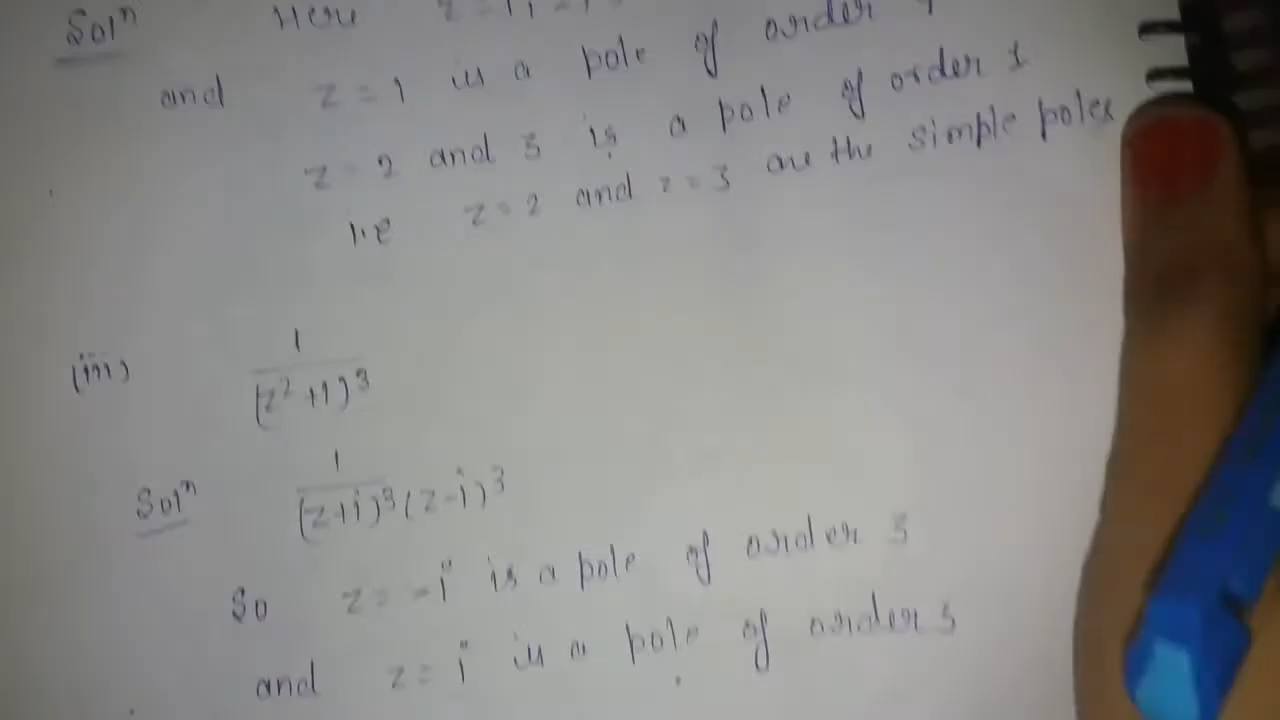 Solⁿ Here
and z = 1 is a pole of order
z = 2 and 3 is a pole of order 1
i.e z = 2 and z = 3 are the simple poles
(iii) 1
(z² + 1)³
Solⁿ 1
(z+i)³ (z-i)³
So z = -i is a pole of order 3
and z = i is a pole of order 3